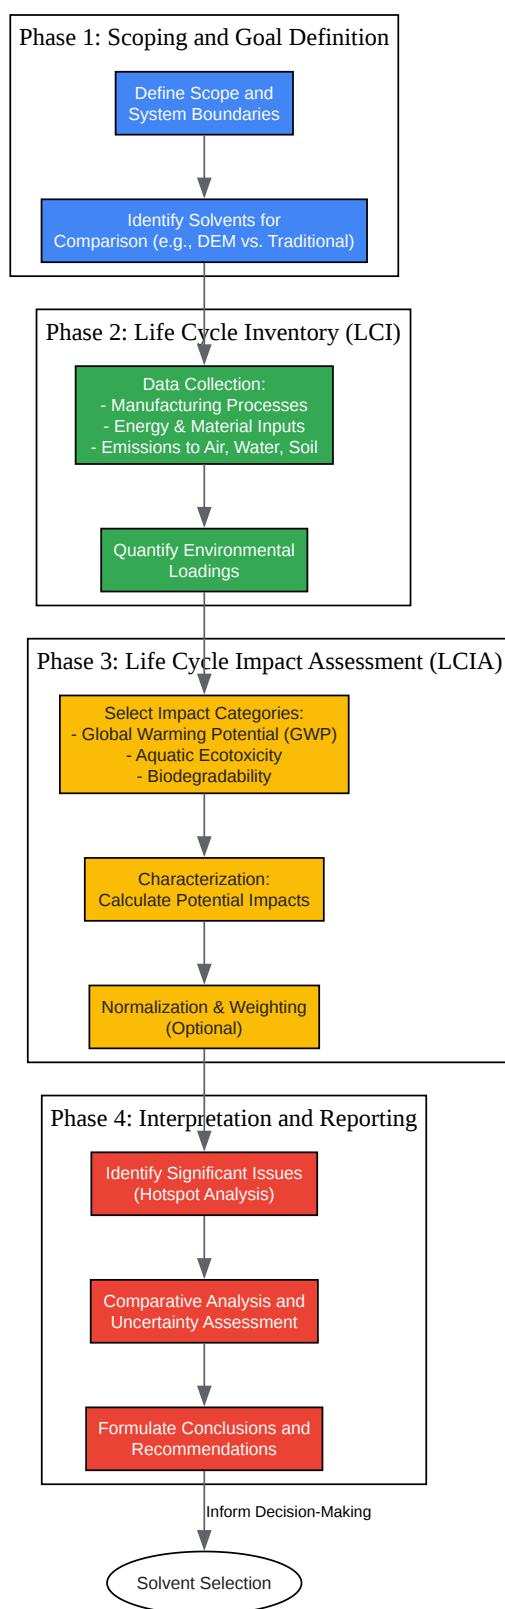 Phase 1: Scoping and Goal Definition
Define Scope and
System Boundaries
Identify Solvents for
Comparison (e.g., DEM vs. Traditional)
Phase 2: Life Cycle Inventory (LCI)
Data Collection:
- Manufacturing Processes
- Energy & Material Inputs
- Emissions to Air, Water, Soil
Quantify Environmental
Loadings
Phase 3: Life Cycle Impact Assessment (LCIA)
Select Impact Categories:
- Global Warming Potential (GWP)
- Aquatic Ecotoxicity
- Biodegradability
Characterization:
Calculate Potential Impacts
Normalization & Weighting
(Optional)
Phase 4: Interpretation and Reporting
Identify Significant Issues
(Hotspot Analysis)
Comparative Analysis and
Uncertainty Assessment
Formulate Conclusions and
Recommendations
Inform Decision-Making
Solvent Selection